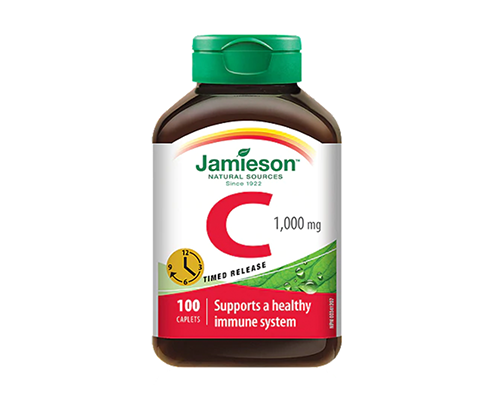 Jamieson™
NATURAL SOURCES
Since 1922
C
1,000 mg
12
9
3
6
TIMED RELEASE
100
CAPLETS
Supports a healthy
immune system